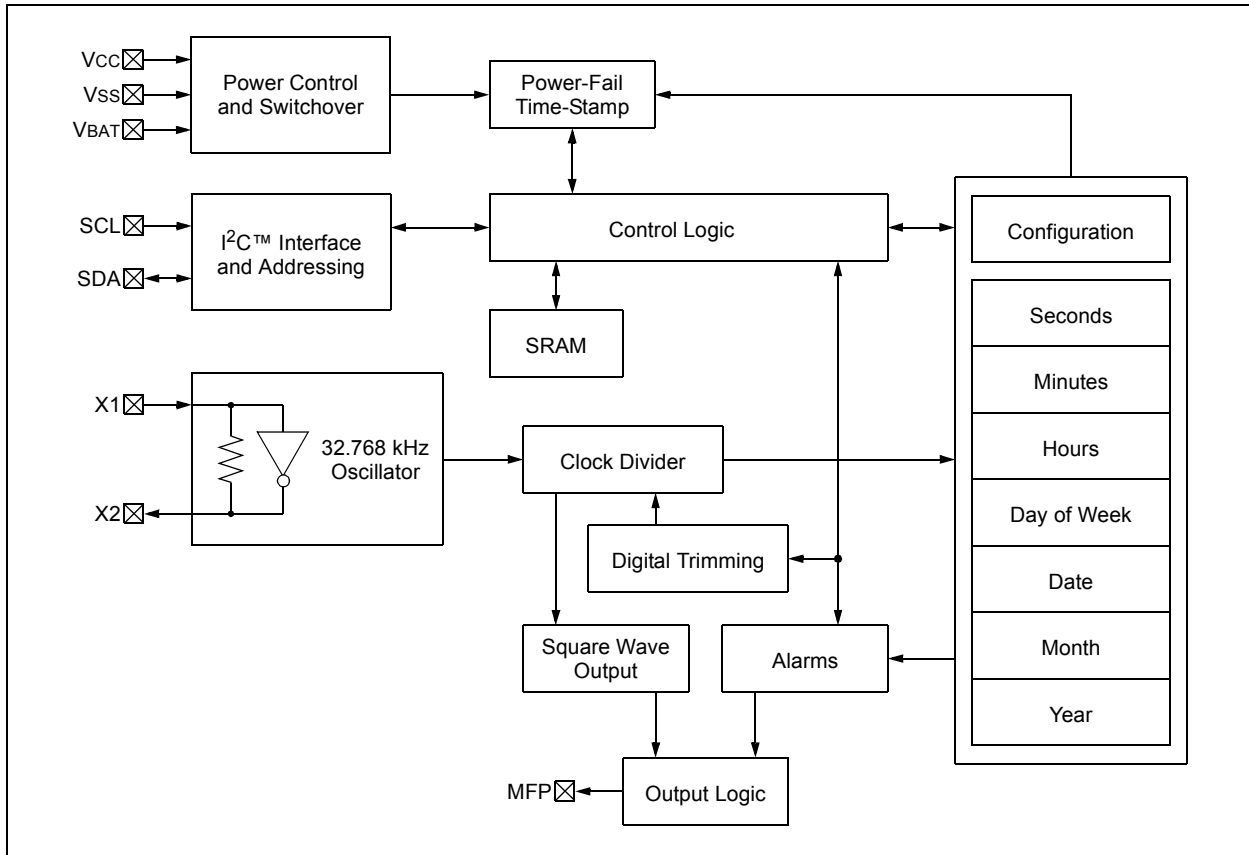 VCC
VSS
VBAT
Power Control
and Switchover
Power-Fail
Time-Stamp
SCL
SDA
I²C™ Interface
and Addressing
Control Logic
SRAM
Configuration
Seconds
Minutes
Hours
Day of Week
Date
Month
Year
X1
X2
32.768 kHz
Oscillator
Clock Divider
Digital Trimming
Square Wave
Output
Alarms
MFP
Output Logic